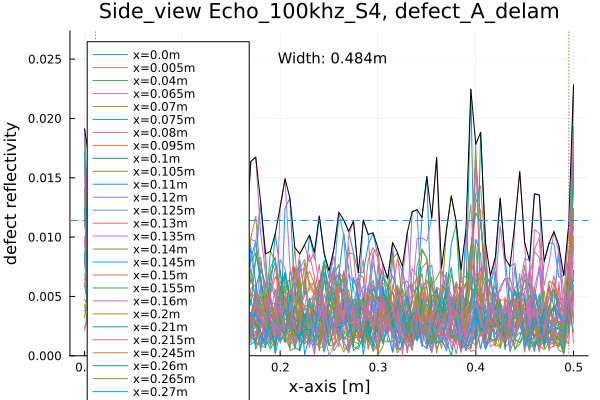 Side_view Echo_100khz_S4, defect_A_delam
Width: 0.484m
defect reflectivity
0.025
0.020
0.015
0.010
0.005
0.000
x=0.0m
x=0.005m
x=0.04m
x=0.065m
x=0.07m
x=0.075m
x=0.08m
x=0.095m
x=0.1m
x=0.105m
x=0.11m
x=0.12m
x=0.125m
x=0.13m
x=0.135m
x=0.14m
x=0.145m
x=0.15m
x=0.155m
x=0.16m
x=0.2m
x=0.21m
x=0.215m
x=0.245m
x=0.26m
x=0.265m
x=0.27m
0.2 0.3 0.4 0.5
x-axis [m]